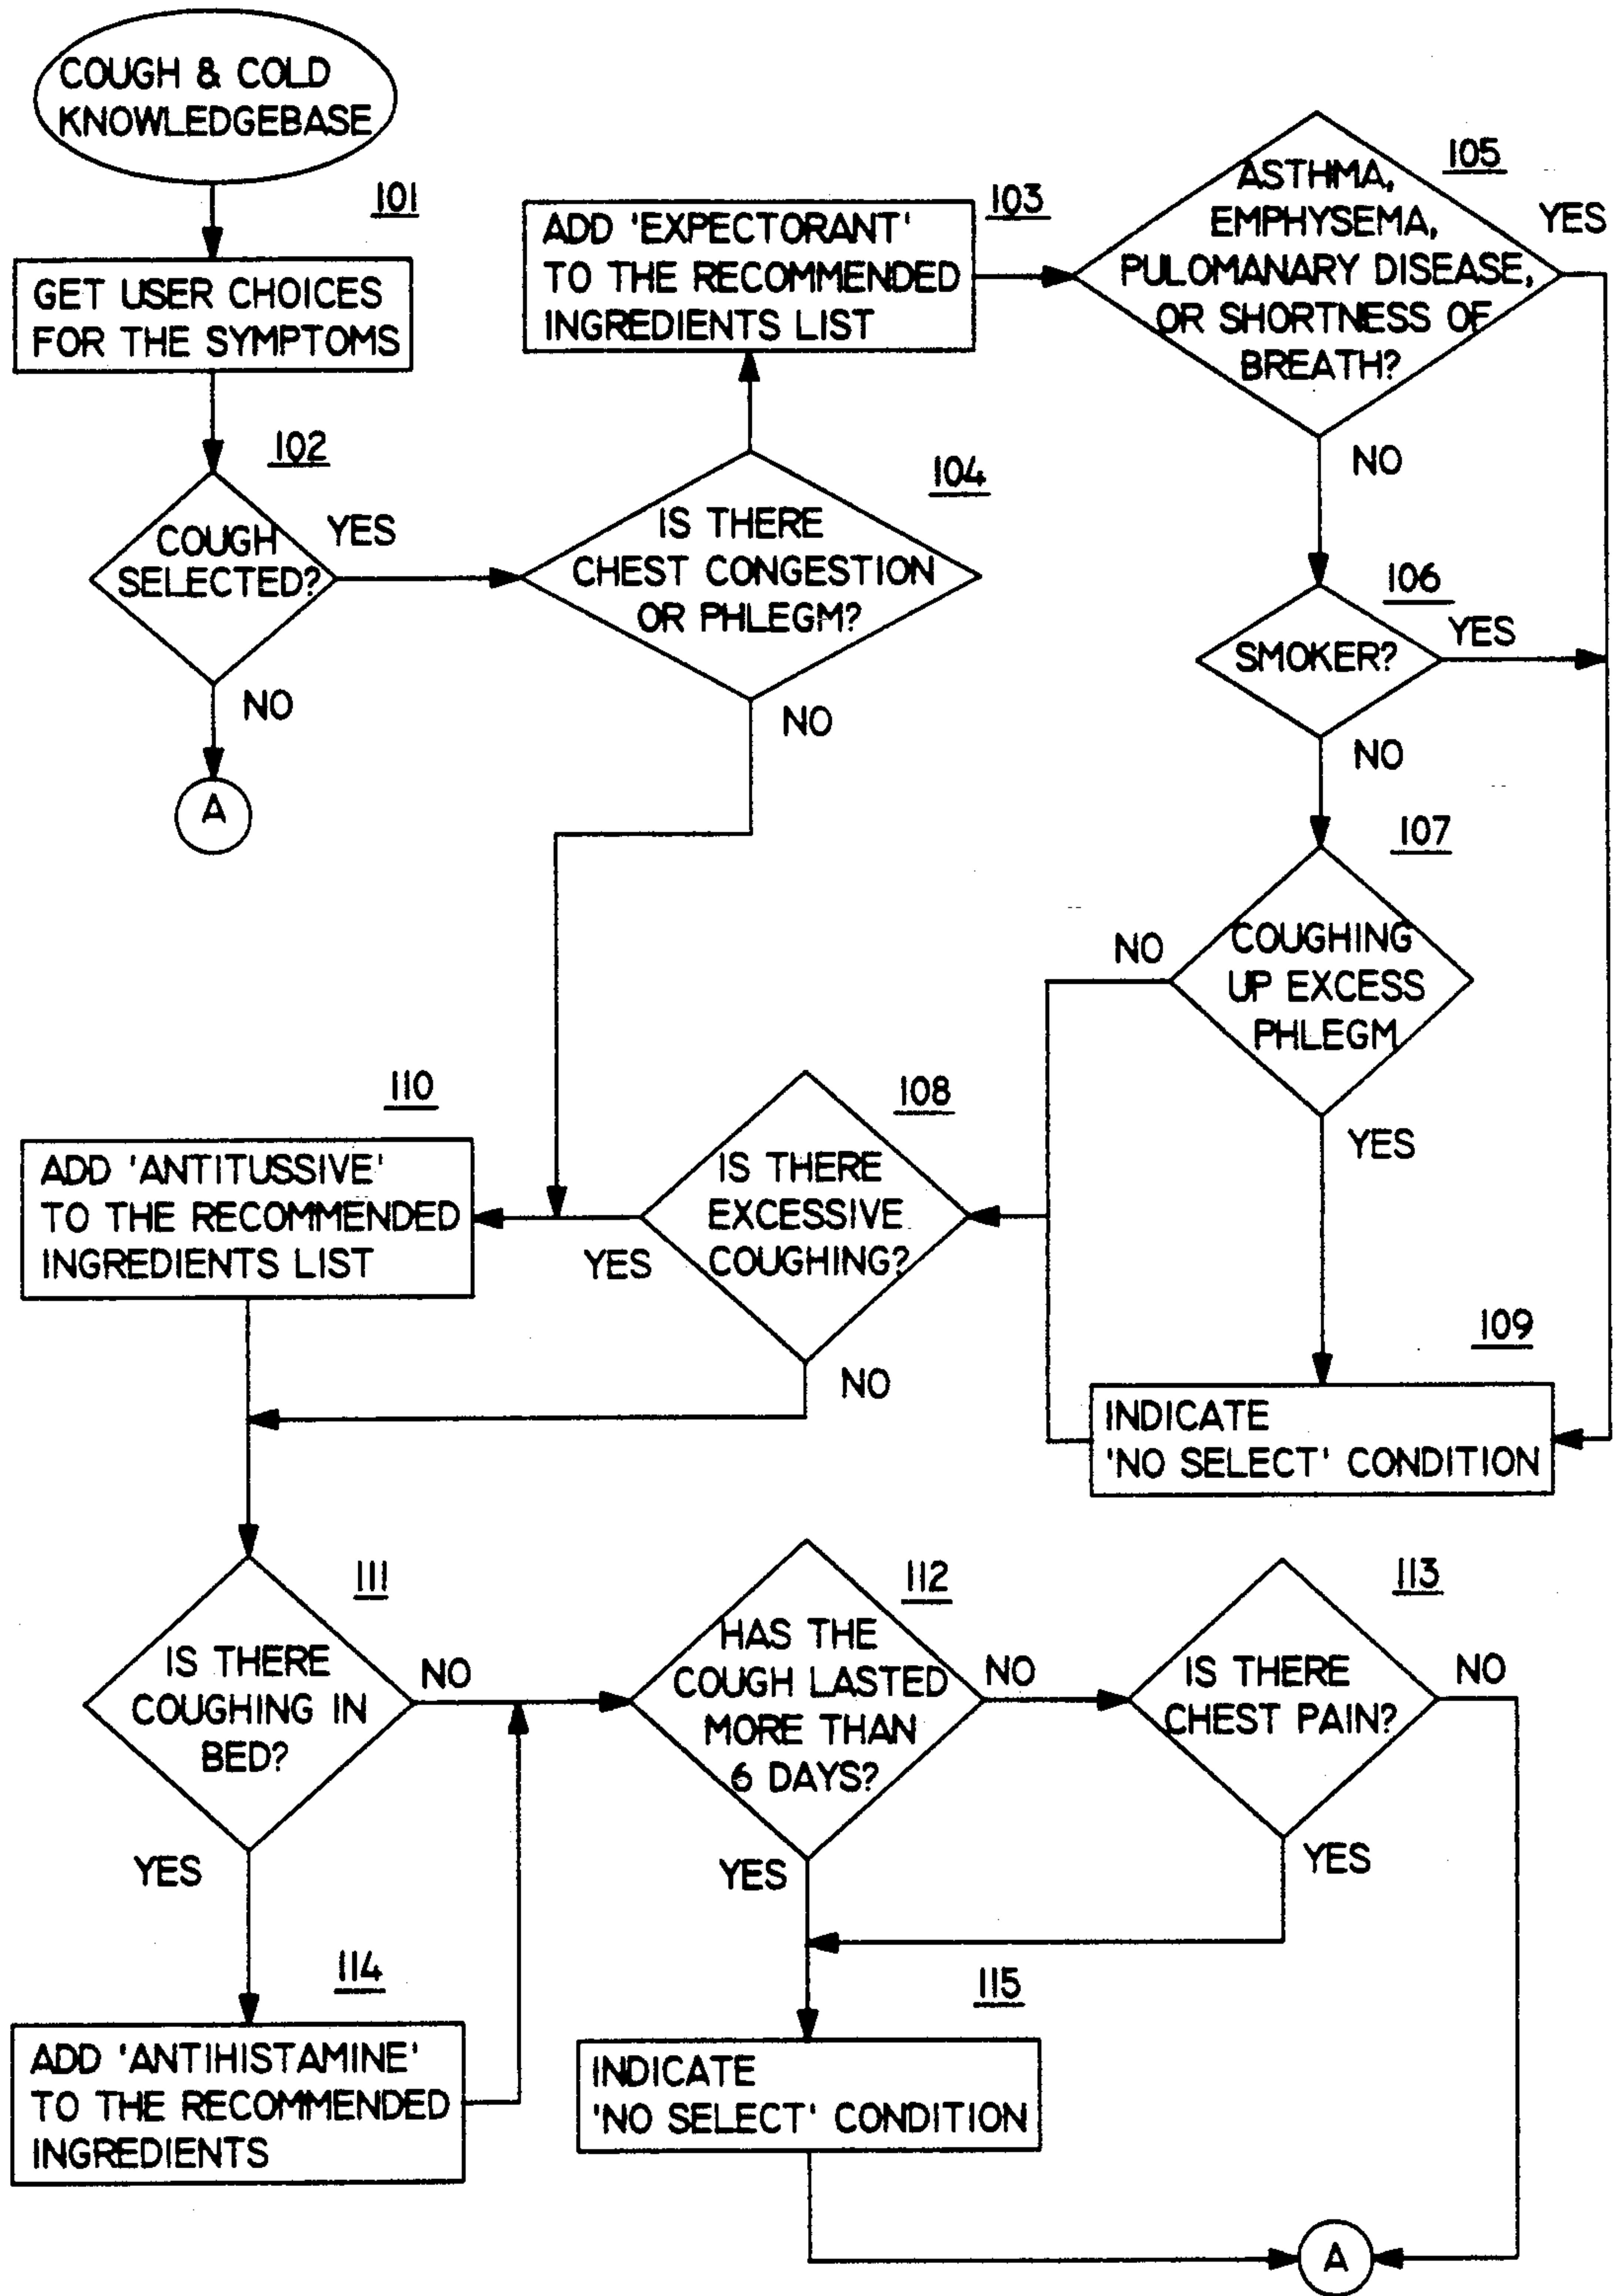 COUGH & COLD
KNOWLEDGEBASE
101
GET USER CHOICES
FOR THE SYMPTOMS
102
COUGH
SELECTED?
YES
NO
A
103
ADD 'EXPECTORANT'
TO THE RECOMMENDED
INGREDIENTS LIST
104
IS THERE
CHEST CONGESTION
OR PHLEGM?
NO
105
ASTHMA,
EMPHYSEMA,
PULOMANARY DISEASE,
OR SHORTNESS OF
BREATH?
YES
NO
106
SMOKER?
YES
NO
107
COUGHING
UP EXCESS
PHLEGM
NO
YES
108
IS THERE
EXCESSIVE
COUGHING?
YES
NO
109
INDICATE
'NO SELECT' CONDITION
110
ADD 'ANTITUSSIVE'
TO THE RECOMMENDED
INGREDIENTS LIST
111
IS THERE
COUGHING IN
BED?
NO
YES
112
HAS THE
COUGH LASTED
MORE THAN
6 DAYS?
NO
YES
113
IS THERE
CHEST PAIN?
NO
YES
114
ADD 'ANTIHISTAMINE'
TO THE RECOMMENDED
INGREDIENTS
115
INDICATE
'NO SELECT' CONDITION
A